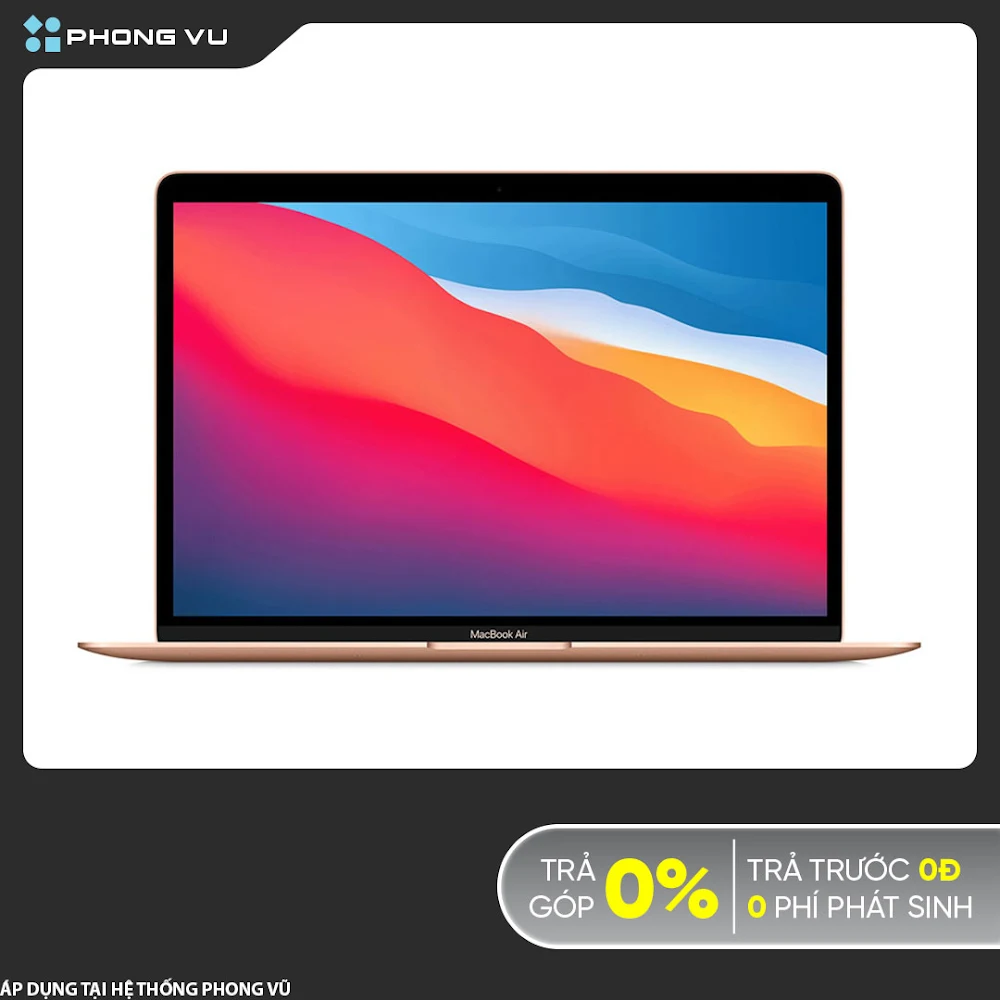 PHONG VU
MacBook Air
TRẢ GÓP 0%
TRẢ TRƯỚC 0Đ
0 PHÍ PHÁT SINH
ÁP DỤNG TẠI HỆ THỐNG PHONG VŨ